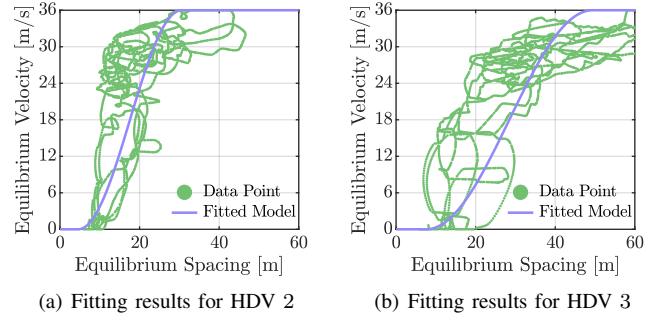 36
30
24
18
12
6
0
Equilibrium Velocity [m/s]
Data Point
Fitted Model
0 20 40 60
Equilibrium Spacing [m]
(a) Fitting results for HDV 2
36
30
24
18
12
6
0
Equilibrium Velocity [m/s]
Data Point
Fitted Model
0 20 40 60
Equilibrium Spacing [m]
(b) Fitting results for HDV 3